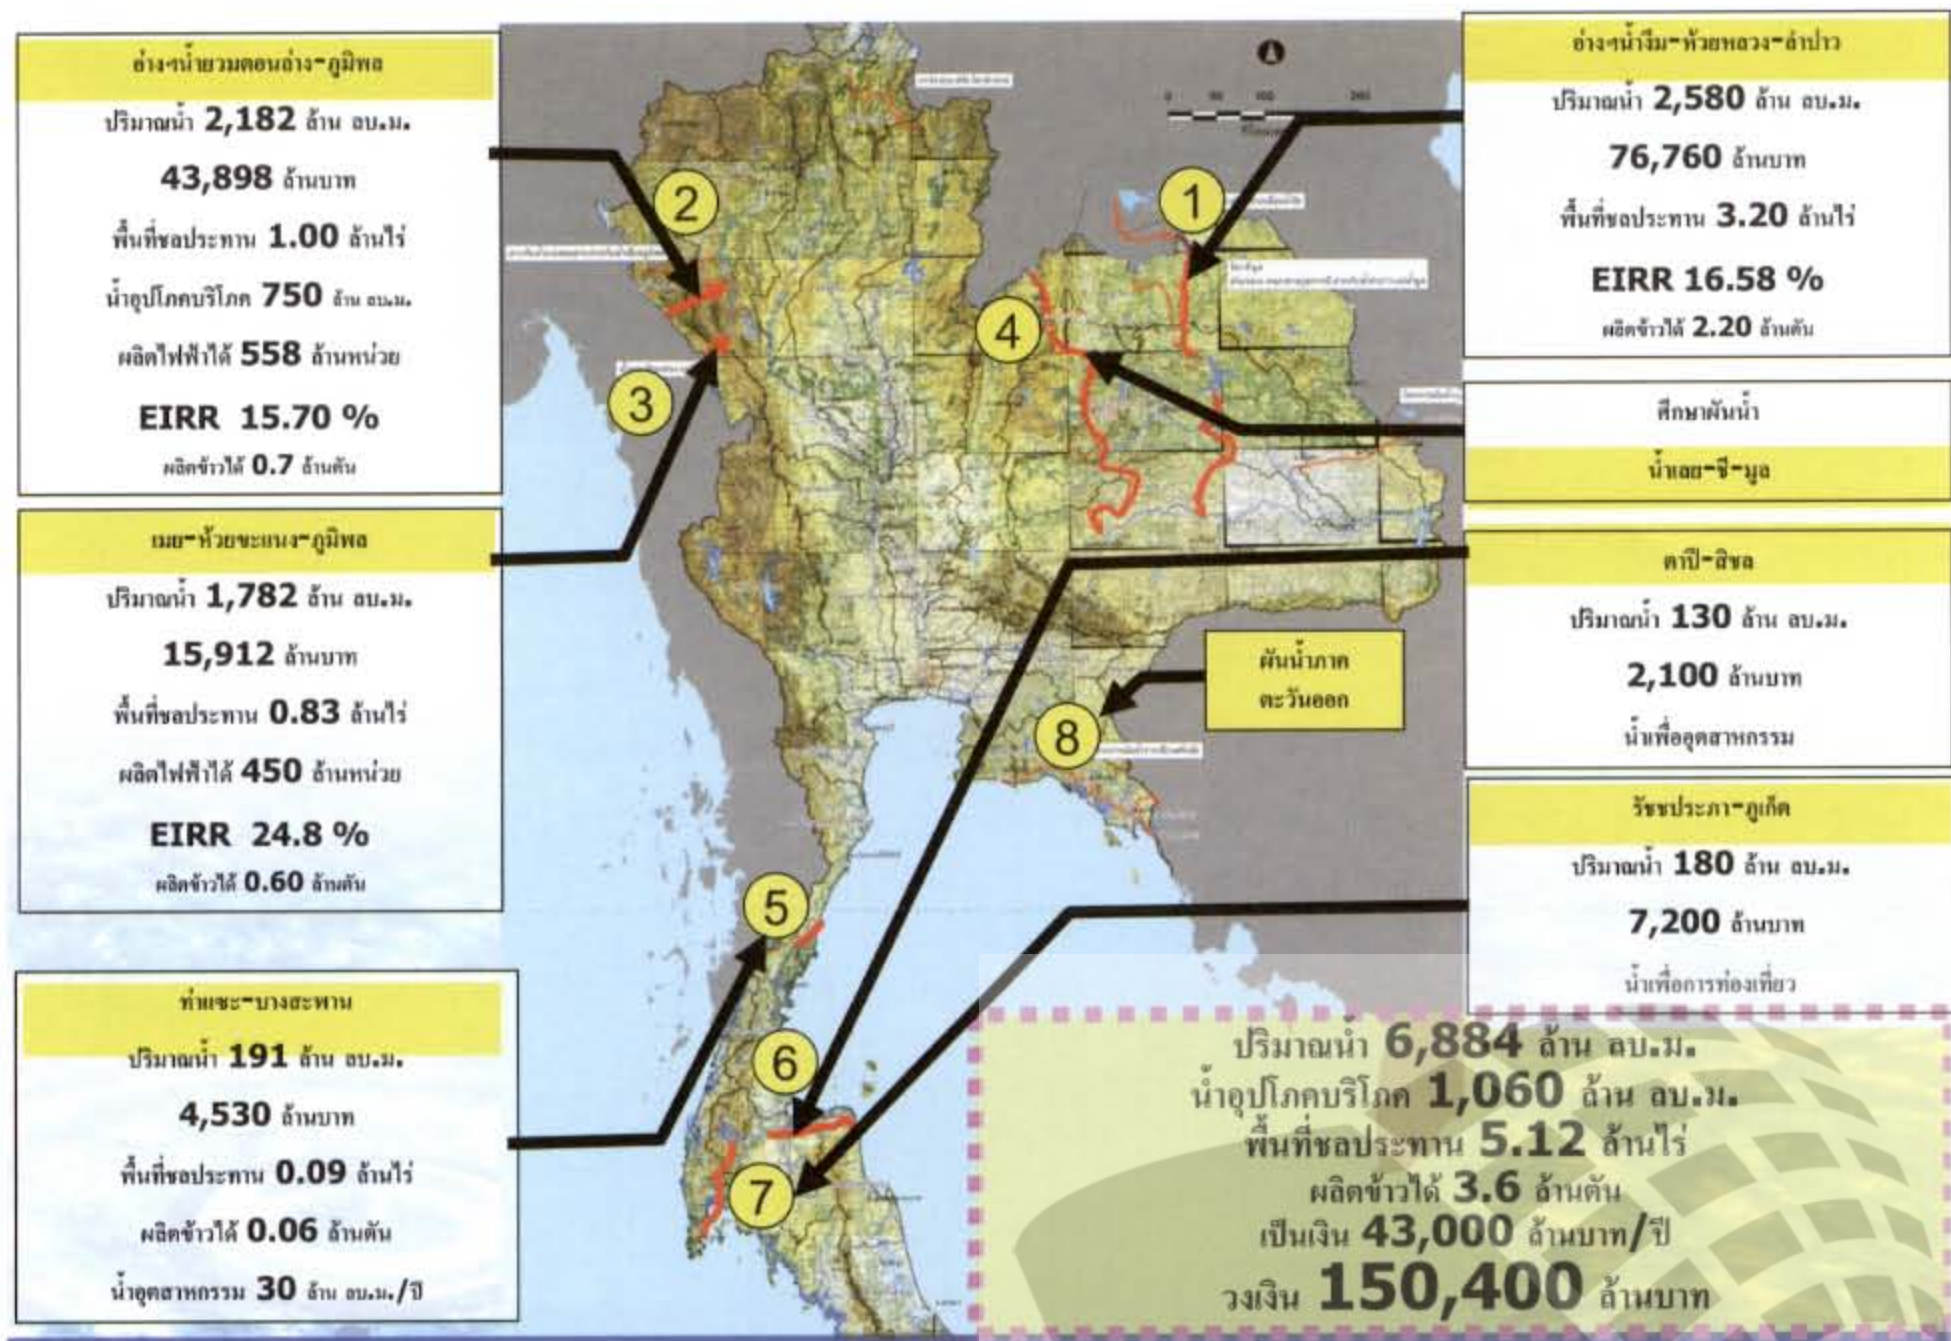 อ่างฯน้ำยวมตอนล่าง-ภูมิพล
ปริมาณน้ำ 2,182 ล้าน ลบ.ม.
43,898 ล้านบาท
พื้นที่ชลประทาน 1.00 ล้านไร่
น้ำอุปโภคบริโภค 750 ล้าน ลบ.ม.
ผลิตไฟฟ้าได้ 558 ล้านหน่วย
EIRR 15.70 %
ผลิตข้าวได้ 0.7 ล้านตัน
เมย-ห้วยขะแนง-ภูมิพล
ปริมาณน้ำ 1,782 ล้าน ลบ.ม.
15,912 ล้านบาท
พื้นที่ชลประทาน 0.83 ล้านไร่
ผลิตไฟฟ้าได้ 450 ล้านหน่วย
EIRR 24.8 %
ผลิตข้าวได้ 0.60 ล้านตัน
ท่าแซะ-บางสะพาน
ปริมาณน้ำ 191 ล้าน ลบ.ม.
4,530 ล้านบาท
พื้นที่ชลประทาน 0.09 ล้านไร่
ผลิตข้าวได้ 0.06 ล้านตัน
น้ำอุตสาหกรรม 30 ล้าน ลบ.ม./ปี
1
2
3
4
5
6
7
8
ผันน้ำภาค
ตะวันออก
อ่างฯน้ำงึม-ห้วยหลวง-ลำปาว
ปริมาณน้ำ 2,580 ล้าน ลบ.ม.
76,760 ล้านบาท
พื้นที่ชลประทาน 3.20 ล้านไร่
EIRR 16.58 %
ผลิตข้าวได้ 2.20 ล้านตัน
ศึกษาผันน้ำ
น้ำเลย-ชี-มูล
ตาปี-สิชล
ปริมาณน้ำ 130 ล้าน ลบ.ม.
2,100 ล้านบาท
น้ำเพื่ออุตสาหกรรม
รัชชประภา-ภูเก็ต
ปริมาณน้ำ 180 ล้าน ลบ.ม.
7,200 ล้านบาท
น้ำเพื่อการท่องเที่ยว
ปริมาณน้ำ 6,884 ล้าน ลบ.ม.
น้ำอุปโภคบริโภค 1,060 ล้าน ลบ.ม.
พื้นที่ชลประทาน 5.12 ล้านไร่
ผลิตข้าวได้ 3.6 ล้านตัน
เป็นเงิน 43,000 ล้านบาท/ปี
วงเงิน 150,400 ล้านบาท